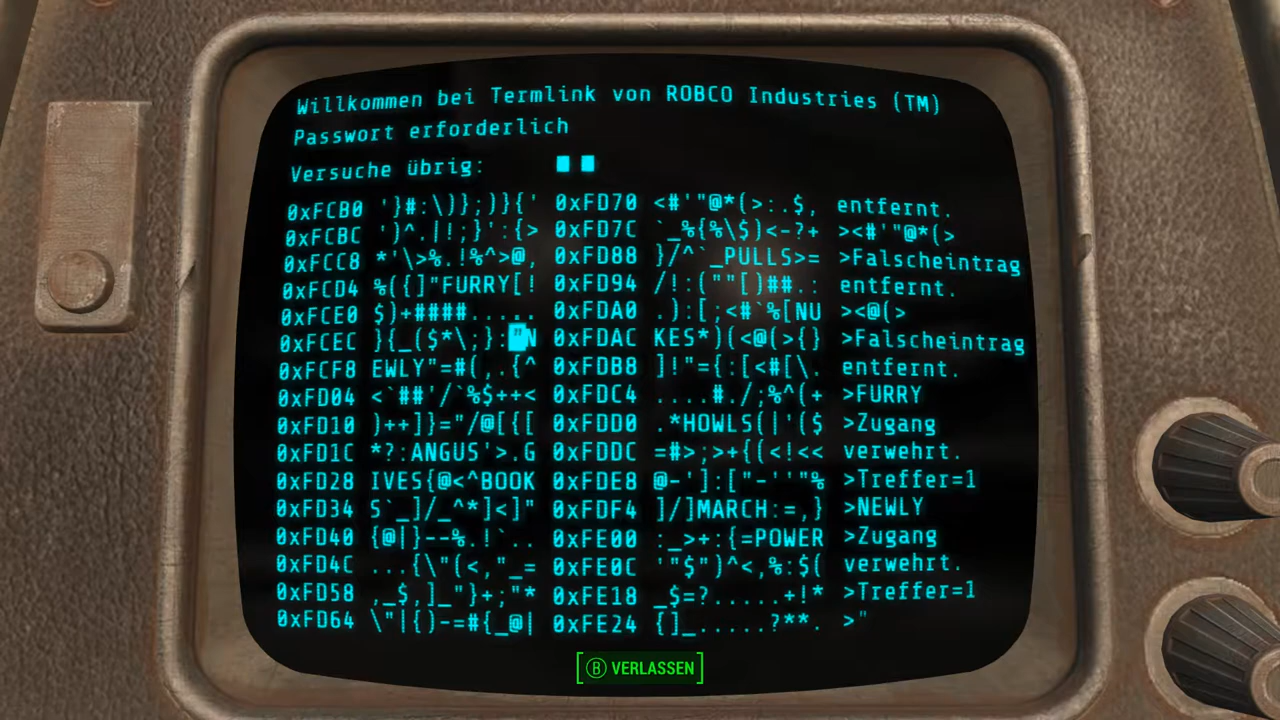 Willkommen bei Termlink von ROBCO Industries (TM)
Passwort erforderlich
Versuche übrig: ■ ■
0xFCB0 '}#:\)};)}{' 0xFD70 <#'"@*(>:.$, entfernt.
0xFCBC ')^.|!;}':{> 0xFD7C `_%{%\$)<-?+ ><#'"@*(>
0xFCC8 *'\>%.!%^>@, 0xFD88 }/^`_PULLS>= >Falscheintrag
0xFCD4 %({]"FURRY[! 0xFD94 /!:(""[)##.: entfernt.
0xFCE0 $)+####..... 0xFDA0 .):[;<#`%[NU ><@(>
0xFCEC }{_($*\;}:"N 0xFDAC KES*)(<@(>{} >Falscheintrag
0xFCF8 EWLY"=#(,.{^ 0xFDB8 ]!"={:[<#[\. entfernt.
0xFD04 <`##'/`%$++< 0xFDC4 ....#./;%^(+ >FURRY
0xFD10 )++]}="/@[{[ 0xFDD0 .*HOWLS(|'($ >Zugang
0xFD1C *?:ANGUS'>.G 0xFDDC =#>;>+{(<!<< verwehrt.
0xFD28 IVES{@<^BOOK 0xFDE8 @-']:["-''"% >Treffer=1
0xFD34 S`_]/_^*]<]" 0xFDF4 ]/]MARCH:=,} >NEWLY
0xFD40 {@|}--%.!`.. 0xFE00 :_>+:{=POWER >Zugang
0xFD4C ...{\"(<,"_= 0xFE0C '"$")^<,%:$( verwehrt.
0xFD58 ,_$,]_"}+;"* 0xFE18 _$=?.....+!* >Treffer=1
0xFD64 \"|{)-=#{_@| 0xFE24 {]_.....?**. >"
B VERLASSEN